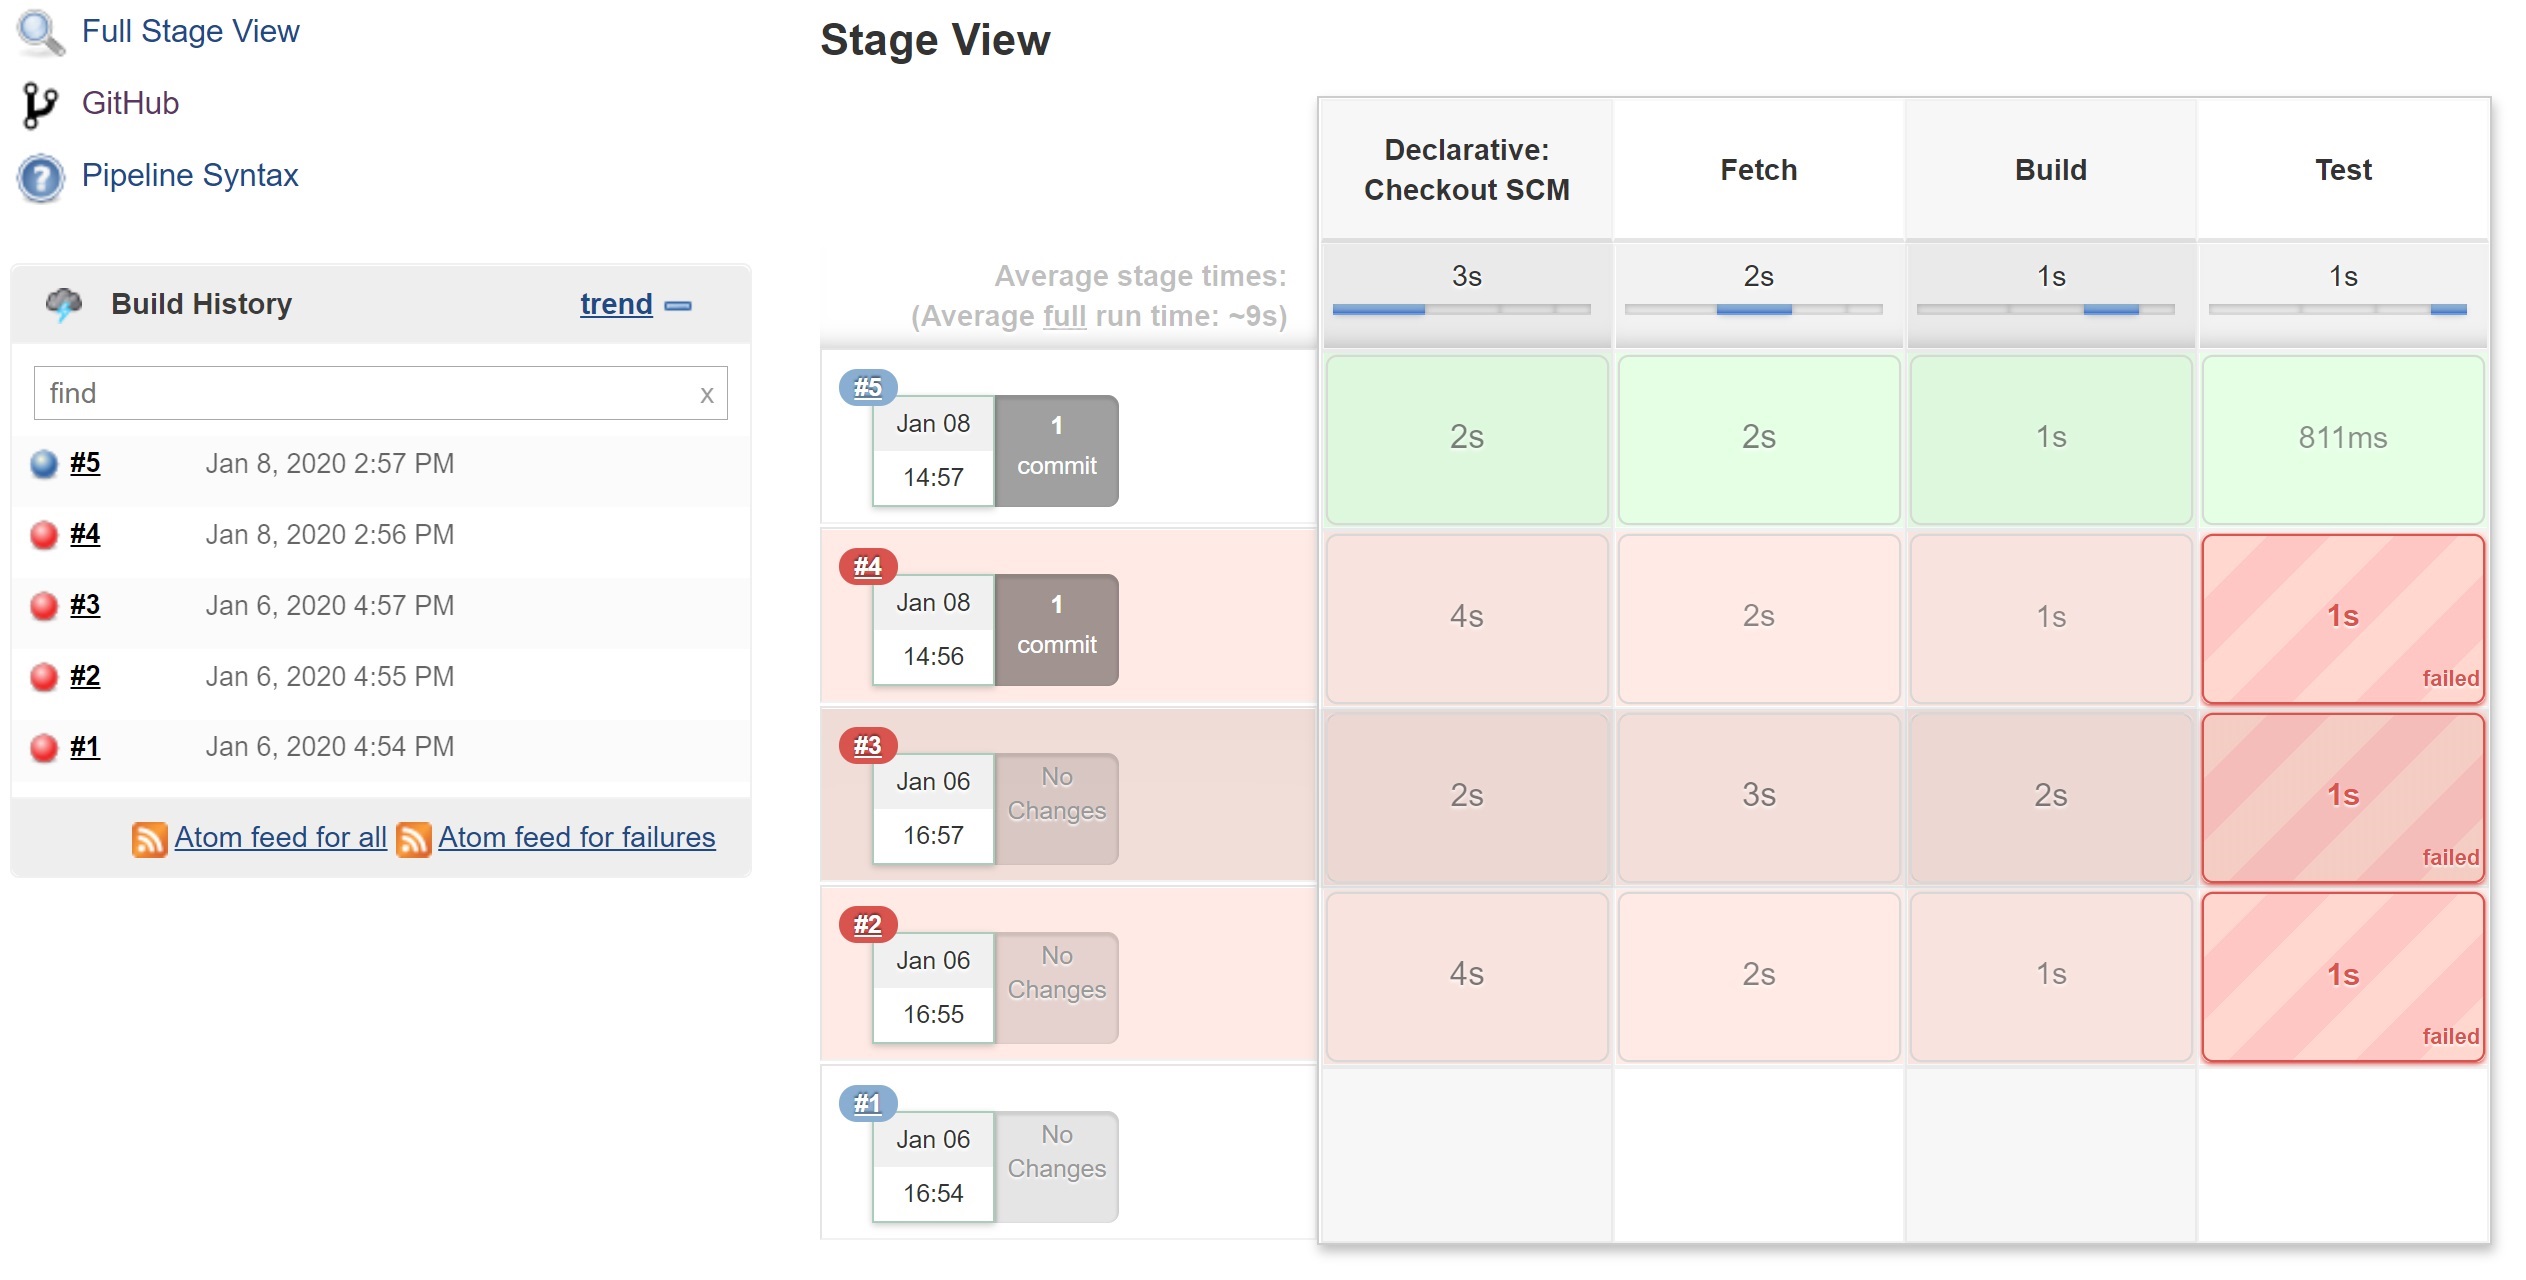 Full Stage View
GitHub
Pipeline Syntax
Build History trend
find x
#5 Jan 8, 2020 2:57 PM
#4 Jan 8, 2020 2:56 PM
#3 Jan 6, 2020 4:57 PM
#2 Jan 6, 2020 4:55 PM
#1 Jan 6, 2020 4:54 PM
Atom feed for all Atom feed for failures
Stage View
Declarative:
Checkout SCM
Fetch
Build
Test
Average stage times:
(Average full run time: ~9s)
3s 2s 1s 1s
#5
Jan 08
14:57
1
commit
2s 2s 1s 811ms
#4
Jan 08
14:56
1
commit
4s 2s 1s 1s
failed
#3
Jan 06
16:57
No
Changes
2s 3s 2s 1s
failed
#2
Jan 06
16:55
No
Changes
4s 2s 1s 1s
failed
#1
Jan 06
16:54
No
Changes